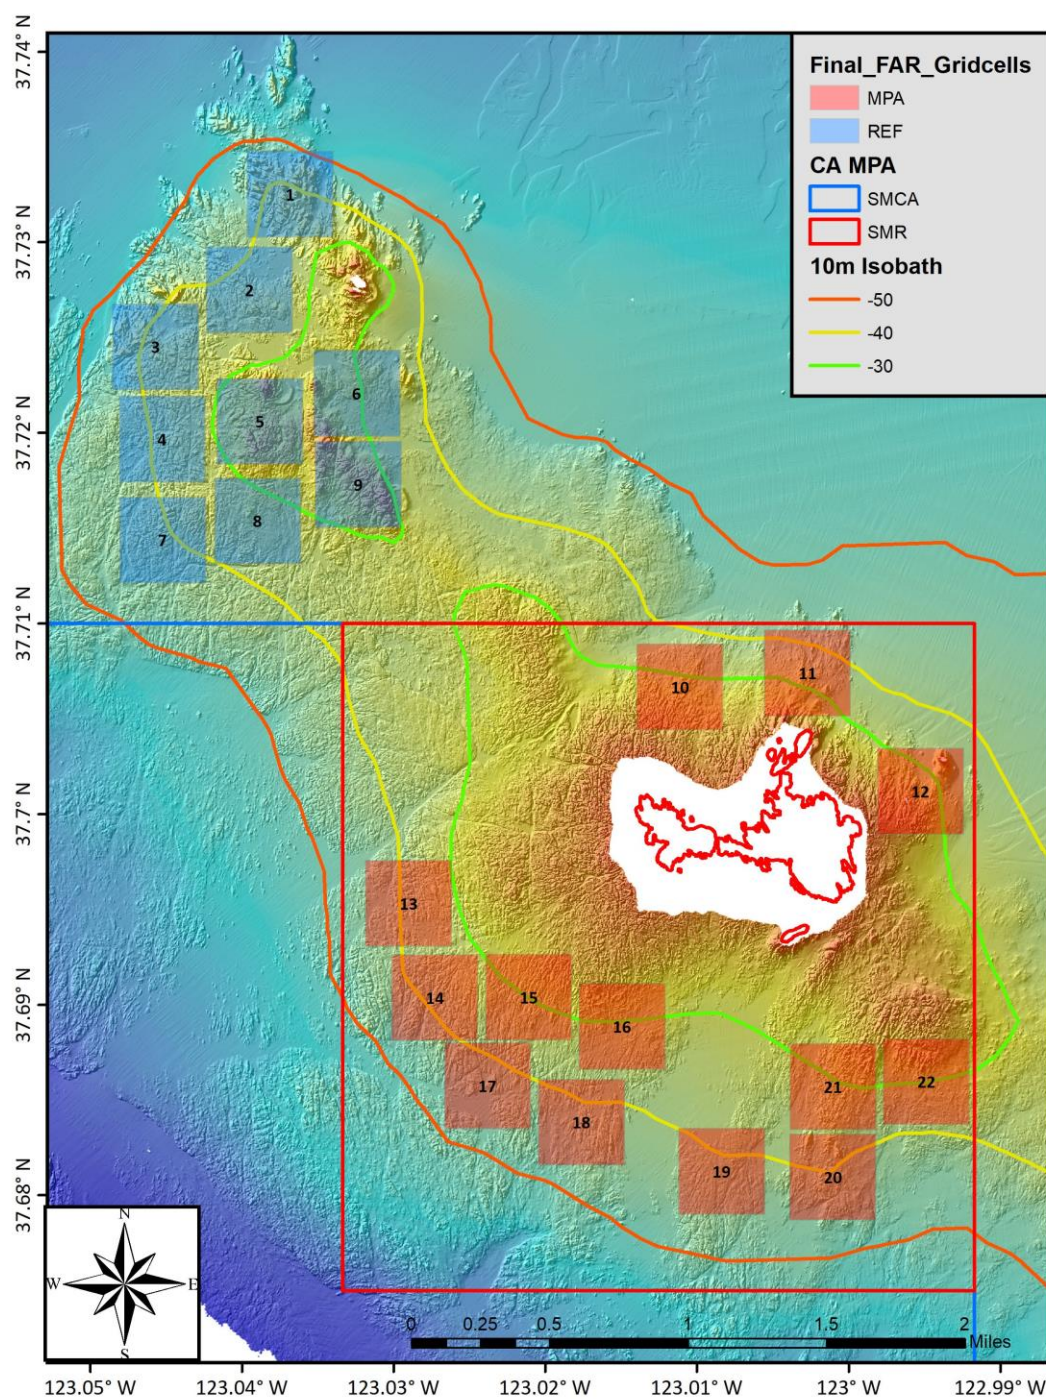 37.74° N
37.73° N
37.72° N
37.71° N
37.7° N
37.69° N
37.68° N
Final_FAR_Gridcells
MPA
REF
CA MPA
SMCA
SMR
10m Isobath
-50
-40
-30
1
2
3
4
5
6
7
8
9
10
11
12
13
14
15
16
17
18
19
20
21
22
N
W
E
S
0
0.25
0.5
1
1.5
2
Miles
123.05° W
123.04° W
123.03° W
123.02° W
123.01° W
123° W
122.99° W